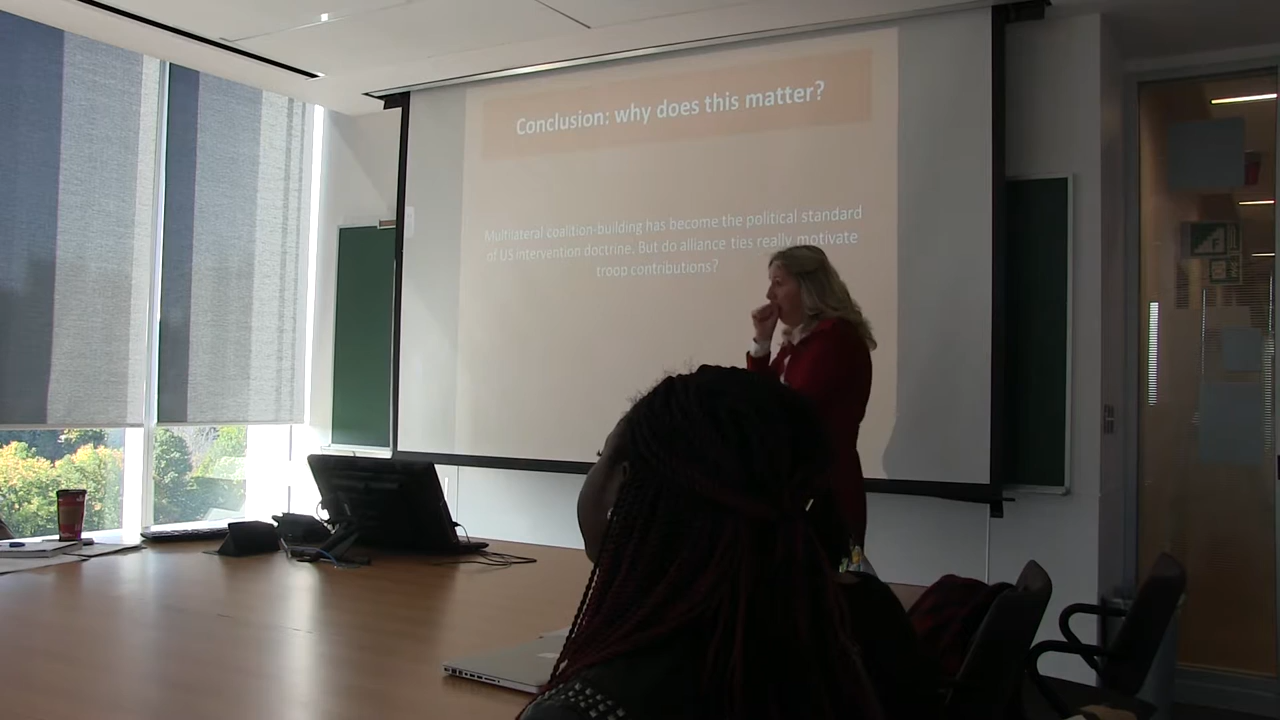 Conclusion: why does this matter?
Multilateral coalition-building has become the political standard
of US intervention doctrine. But do alliance ties really motivate
troop contributions?